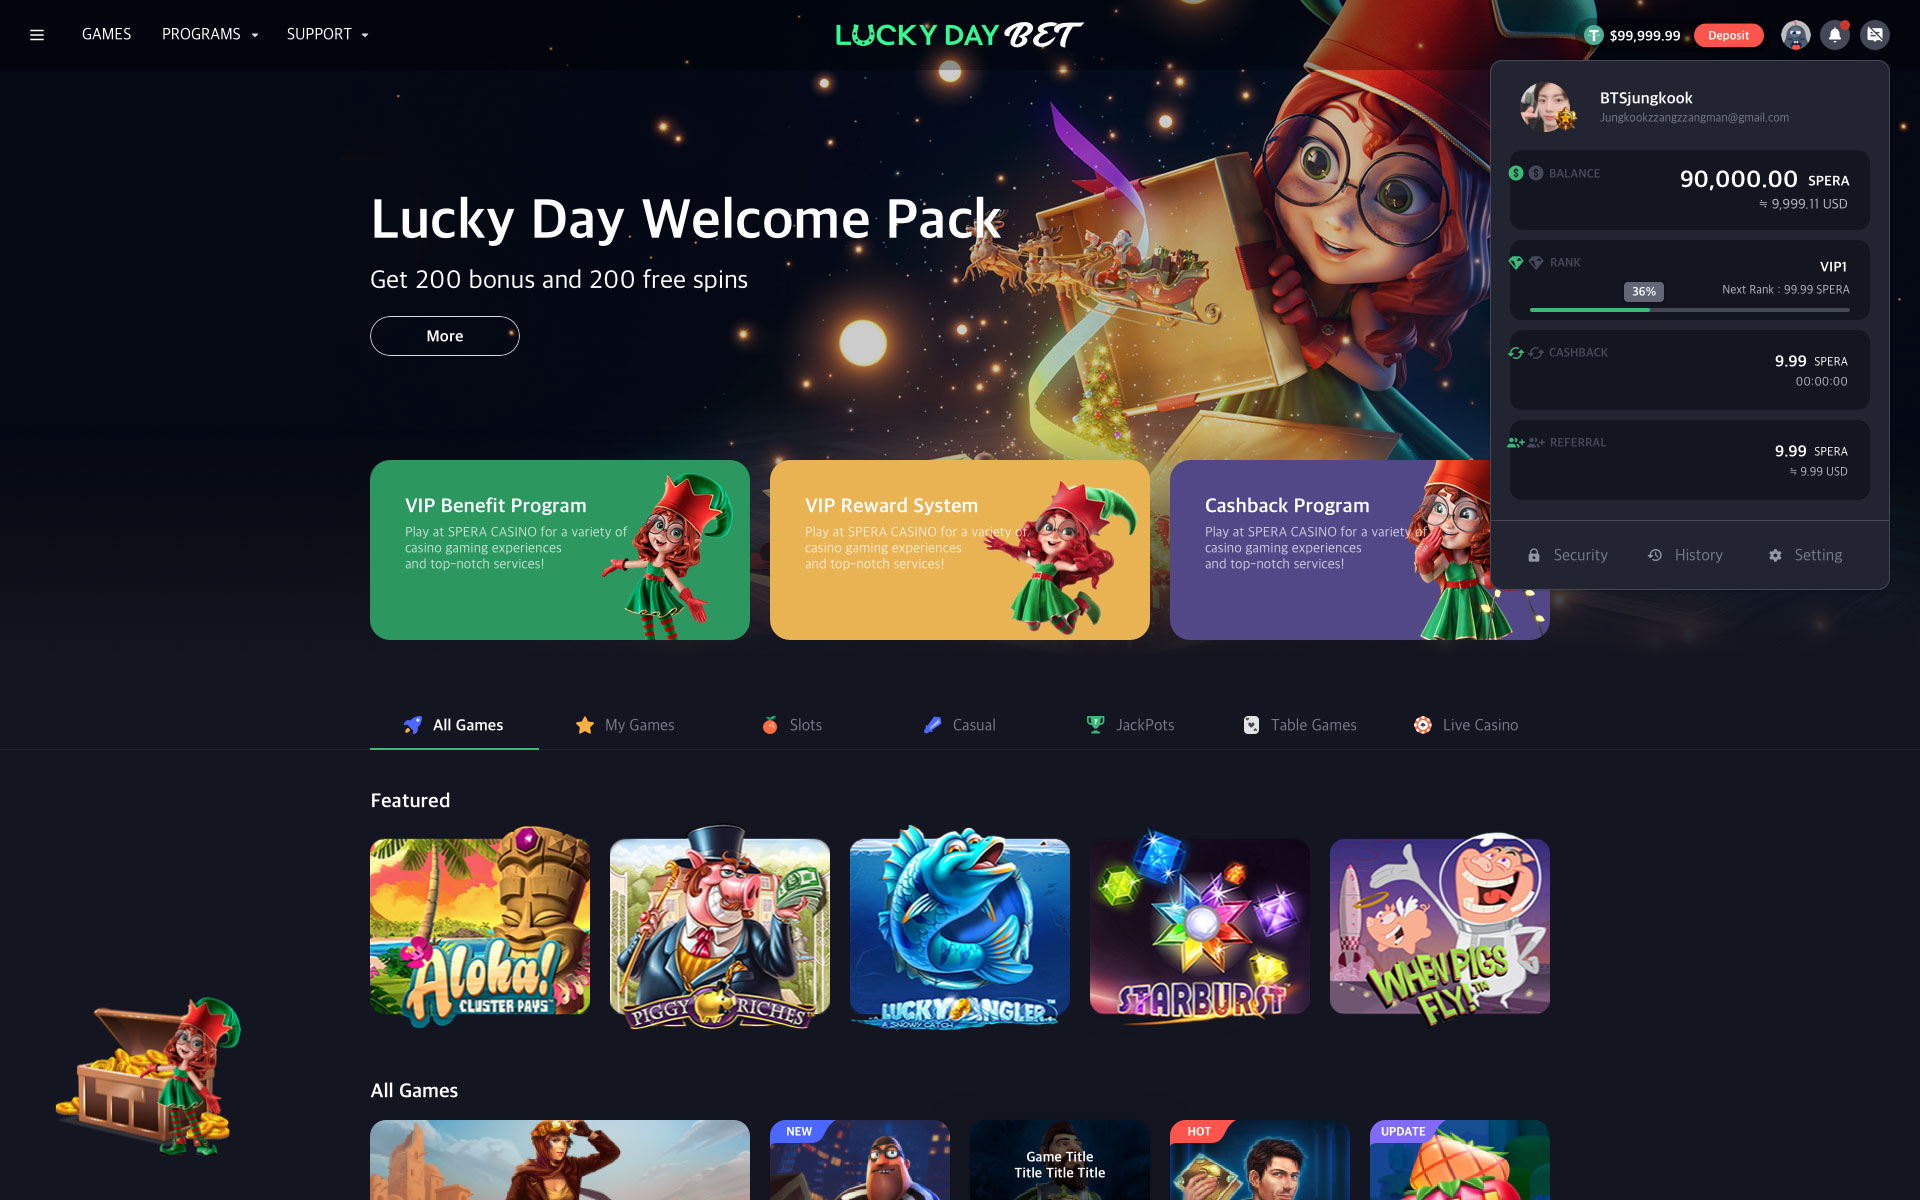 GAMES PROGRAMS SUPPORT
LUCKY DAY BET
$99,999.99 Deposit
BTSjungkook
Jungkookzzangzzangman@gmail.com
BALANCE
90,000.00 SPERA
≒ 9,999.11 USD
RANK
VIP1
36%
Next Rank : 99.99 SPERA
CASHBACK
9.99 SPERA
00:00:00
REFERRAL
9.99 SPERA
≒ 9.99 USD
Security History Setting
Lucky Day Welcome Pack
Get 200 bonus and 200 free spins
More
VIP Benefit Program
Play at SPERA CASINO for a variety of
casino gaming experiences
and top-notch services!
VIP Reward System
Play at SPERA CASINO for a variety of
casino gaming experiences
and top-notch services!
Cashback Program
Play at SPERA CASINO for a variety of
casino gaming experiences
and top-notch services!
All Games My Games Slots Casual JackPots Table Games Live Casino
Featured
Aloha!
CLUSTER PAYS™
PIGGY RICHES™
LUCKY ANGLER™
A SNOWY CATCH
STARBURST™
WHEN PIGS
FLY!™
All Games
NEW
Game Title
Title Title Title
HOT
UPDATE